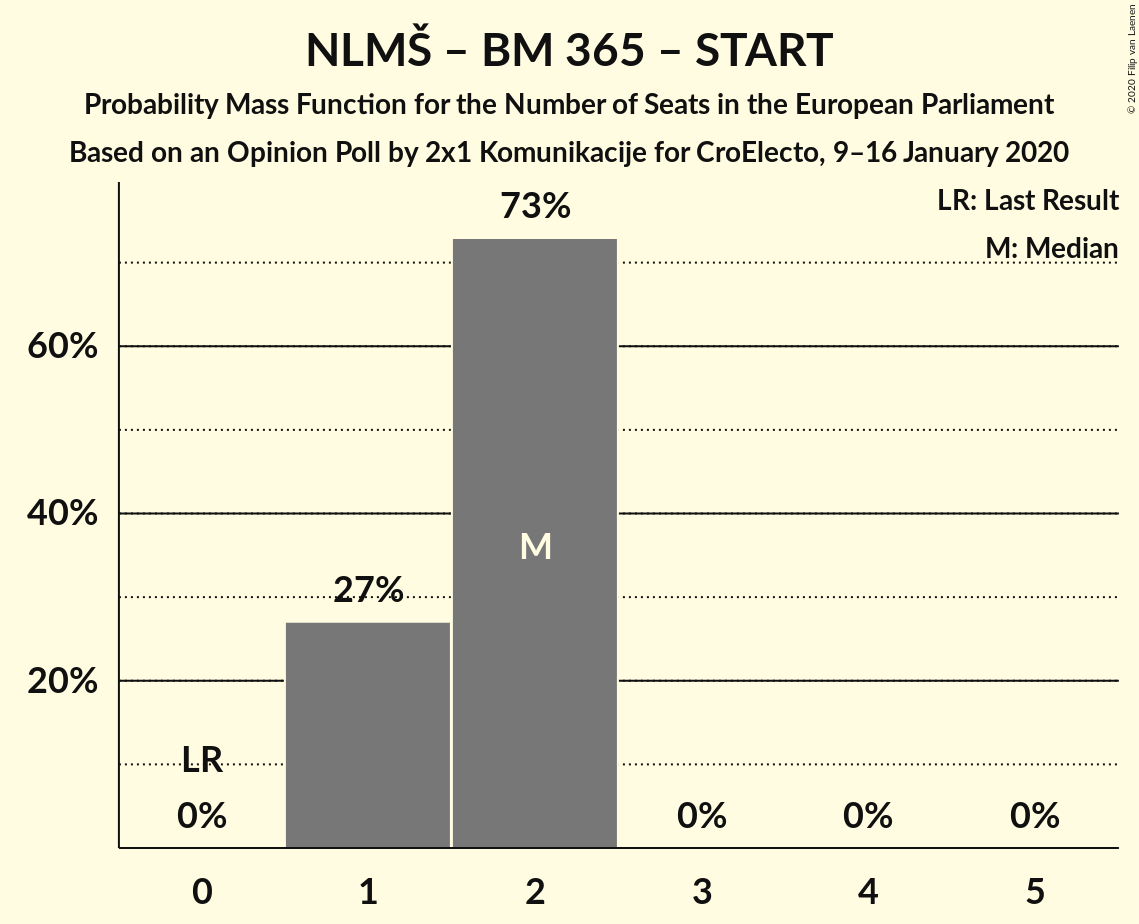 NLMŠ – BM 365 – START
Probability Mass Function for the Number of Seats in the European Parliament
Based on an Opinion Poll by 2x1 Komunikacije for CroElecto, 9–16 January 2020
© 2020 Filip van Laenen
LR: Last Result
M: Median
73%
60%
40%
M
27%
20%
LR
0%
0%
0%
0%
0
1
2
3
4
5